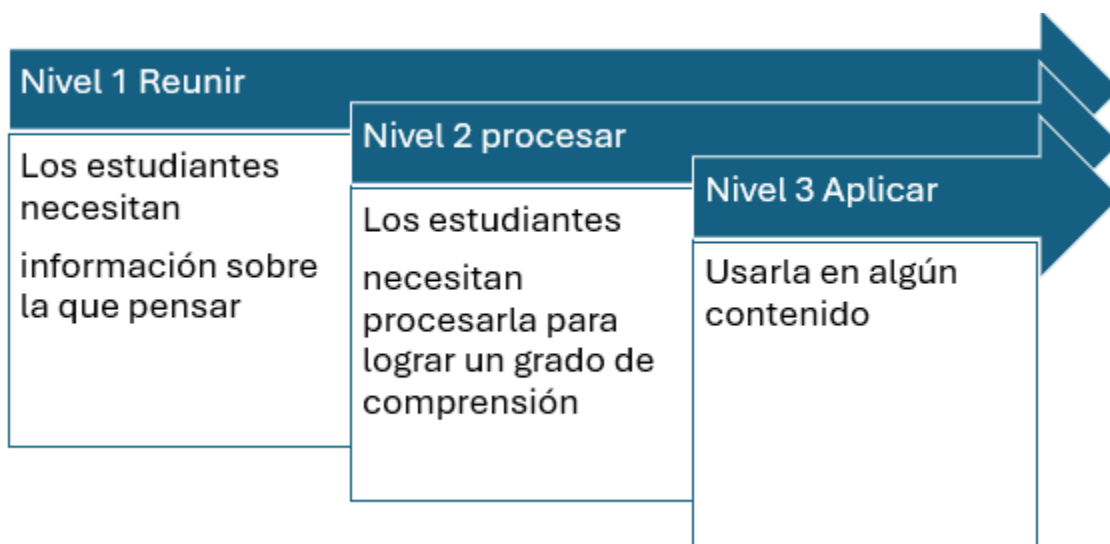 Nivel 1 Reunir
Los estudiantes
necesitan
información sobre
la que pensar
Nivel 2 procesar
Los estudiantes
necesitan
procesarla para
lograr un grado de
comprensión
Nivel 3 Aplicar
Usarla en algún
contenido